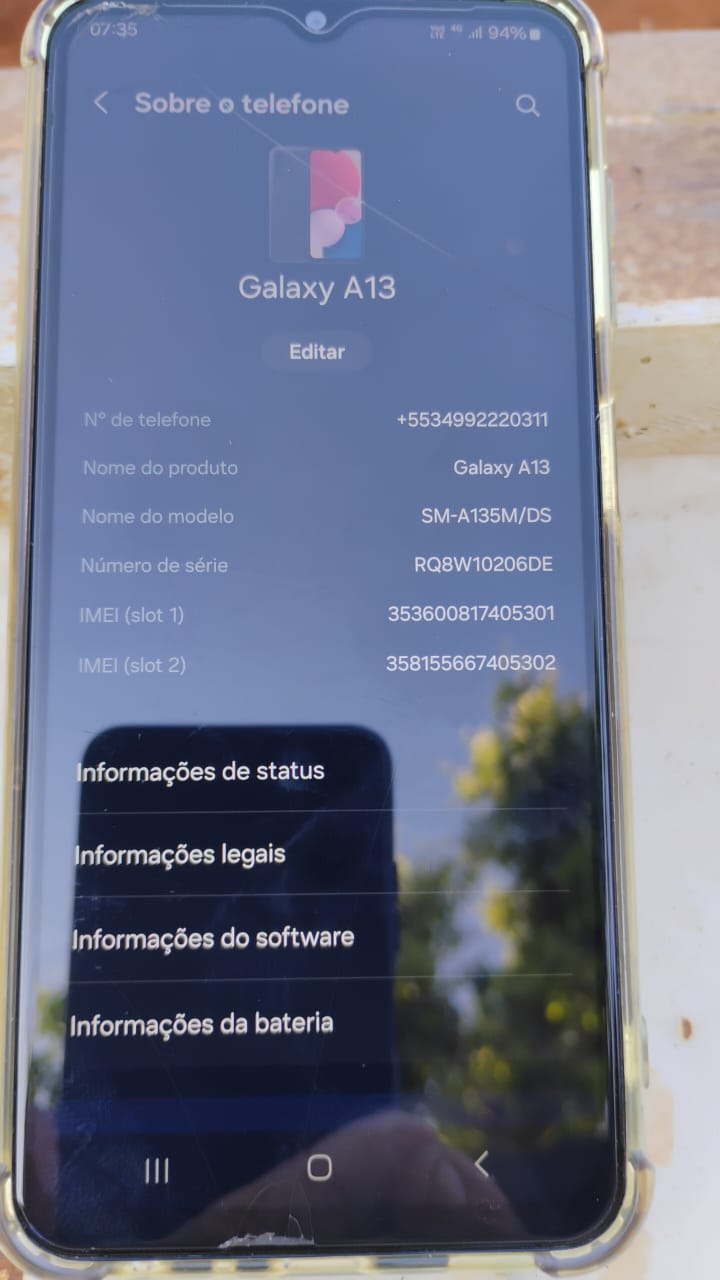 07:35 4G 94%
Sobre o telefone
Galaxy A13
Editar
Nº de telefone +5534992220311
Nome do produto Galaxy A13
Nome do modelo SM-A135M/DS
Número de série RQ8W10206DE
IMEI (slot 1) 353600817405301
IMEI (slot 2) 358155667405302
Informações de status
Informações legais
Informações do software
Informações da bateria